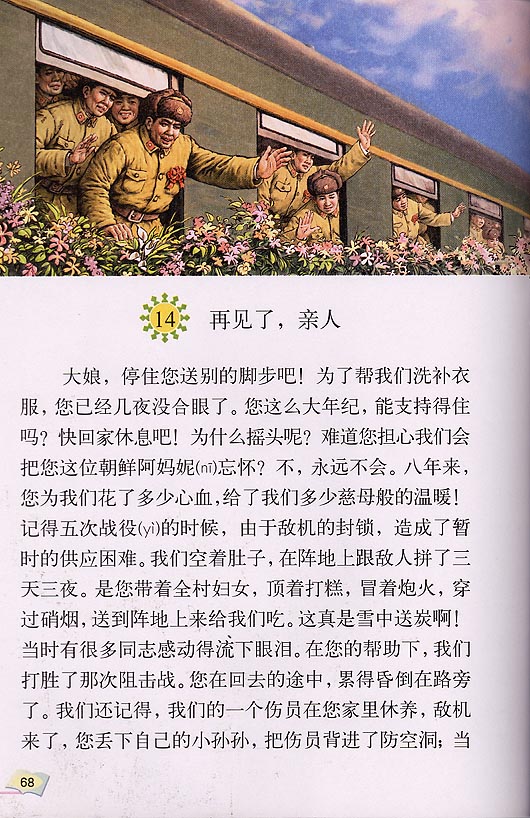 14 再见了，亲人
大娘，停住您送别的脚步吧！为了帮我们洗补衣
服，您已经几夜没合眼了。您这么大年纪，能支持得住
吗？快回家休息吧！为什么摇头呢？难道您担心我们会
把您这位朝鲜阿妈妮(nī)忘怀？不，永远不会。八年来，
您为我们花了多少心血，给了我们多少慈母般的温暖！
记得五次战役(yì)的时候，由于敌机的封锁，造成了暂
时的供应困难。我们空着肚子，在阵地上跟敌人拼了三
天三夜。是您带着全村妇女，顶着打糕，冒着炮火，穿
过硝烟，送到阵地上来给我们吃。这真是雪中送炭啊！
当时有很多同志感动得流下眼泪。在您的帮助下，我们
打胜了那次阻击战。您在回去的途中，累得昏倒在路旁
了。我们还记得，我们的一个伤员在您家里休养，敌机
来了，您丢下自己的小孙孙，把伤员背进了防空洞；当
68